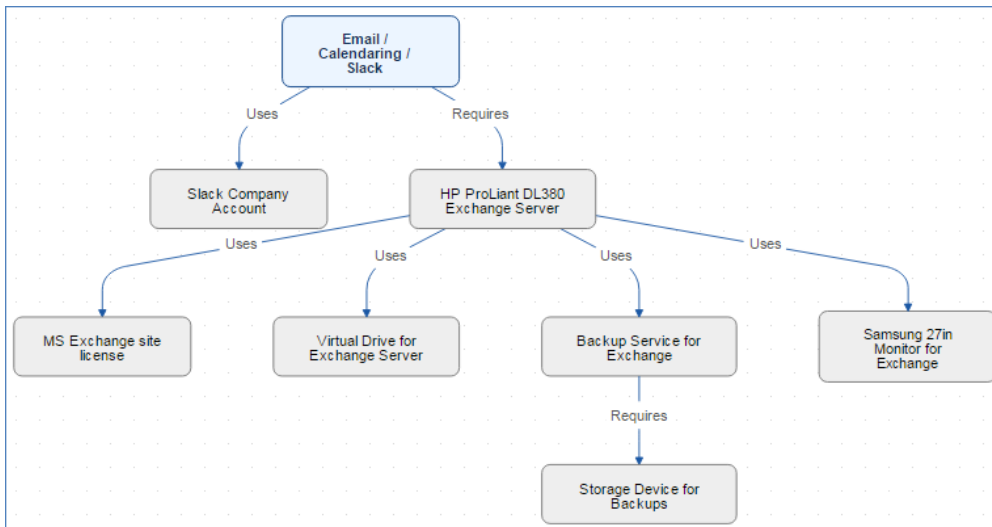 Email /
Calendaring /
Slack
Uses
Requires
Slack Company
Account
HP ProLiant DL380
Exchange Server
Uses
Uses
Uses
Uses
MS Exchange site
license
Virtual Drive for
Exchange Server
Backup Service for
Exchange
Samsung 27in
Monitor for
Exchange
Requires
Storage Device for
Backups